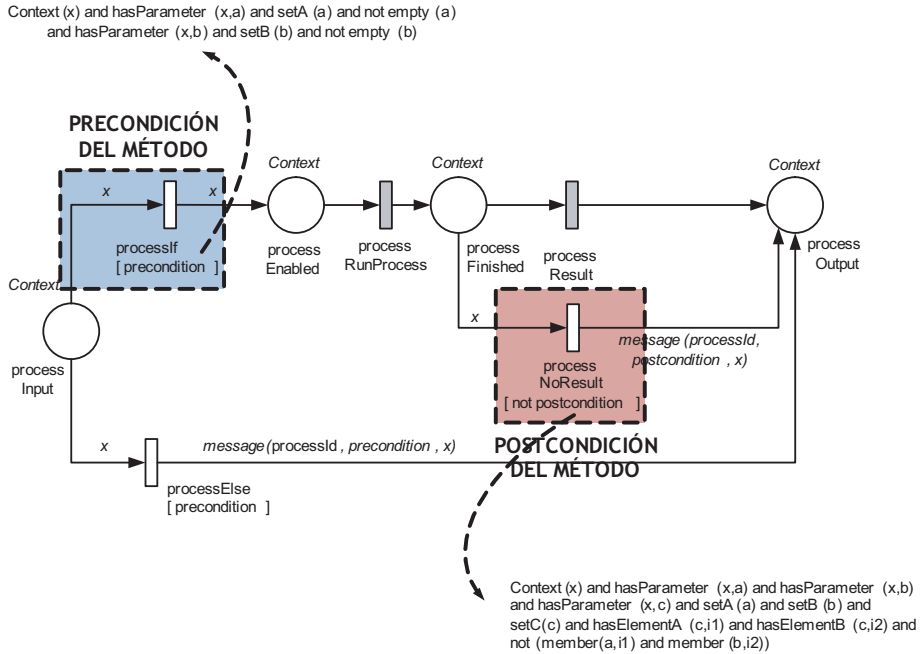 Context (x) and hasParameter (x,a) and setA (a) and not empty (a)
and hasParameter (x,b) and setB (b) and not empty (b)
PRECONDICIÓN
DEL MÉTODO
Context
Context
Context
x
x
processIf
[ precondition ]
process
Enabled
process
RunProcess
process
Finished
process
Result
process
Output
Context
process
Input
x
process
NoResult
[ not postcondition ]
message (processId,
postcondition , x)
POSTCONDICIÓN
DEL MÉTODO
x
message (processId , precondition , x)
processElse
[ precondition ]
Context (x) and hasParameter (x,a) and hasParameter (x,b)
and hasParameter (x, c) and setA (a) and setB (b) and
setC(c) and hasElementA (c,i1) and hasElementB (c,i2) and
not (member(a,i1) and member (b,i2))